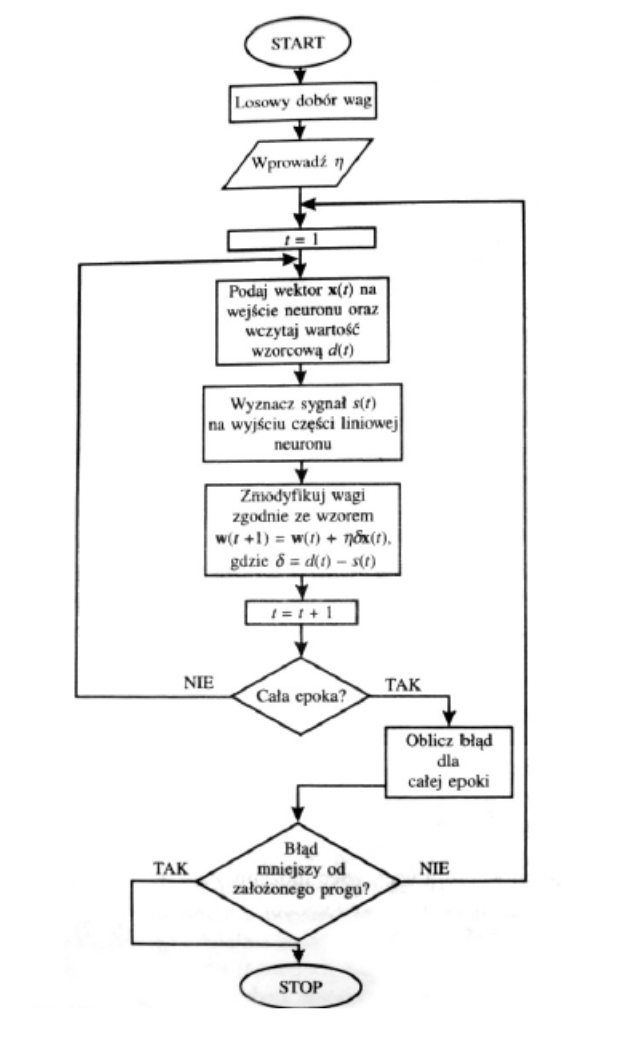 START
Losowy dobór wag
Wprowadź η
t = 1
Podaj wektor x(t) na
wejście neuronu oraz
wczytaj wartość
wzorcową d(t)
Wyznacz sygnał s(t)
na wyjściu części liniowej
neuronu
Zmodyfikuj wagi
zgodnie ze wzorem
w(t +1) = w(t) + ηδx(t),
gdzie δ = d(t) − s(t)
t = t + 1
NIE
Cała epoka?
TAK
Oblicz błąd
dla
całej epoki
Błąd
mniejszy od
założonego progu?
TAK
NIE
STOP